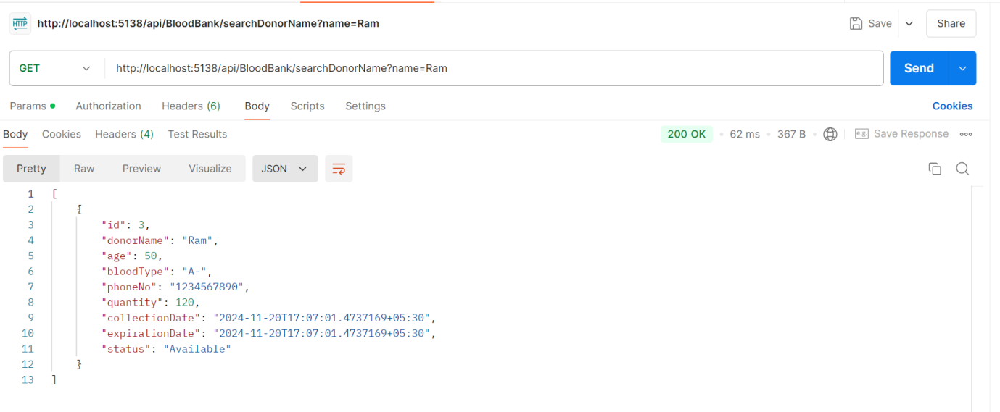 HTTP http://localhost:5138/api/BloodBank/searchDonorName?name=Ram Save Share
GET http://localhost:5138/api/BloodBank/searchDonorName?name=Ram Send
Params Authorization Headers (6) Body Scripts Settings Cookies
Body Cookies Headers (4) Test Results 200 OK • 62 ms • 367 B • e.g. Save Response
Pretty Raw Preview Visualize JSON
1 [
2 {
3 "id": 3,
4 "donorName": "Ram",
5 "age": 50,
6 "bloodType": "A-",
7 "phoneNo": "1234567890",
8 "quantity": 120,
9 "collectionDate": "2024-11-20T17:07:01.4737169+05:30",
10 "expirationDate": "2024-11-20T17:07:01.4737169+05:30",
11 "status": "Available"
12 }
13 ]